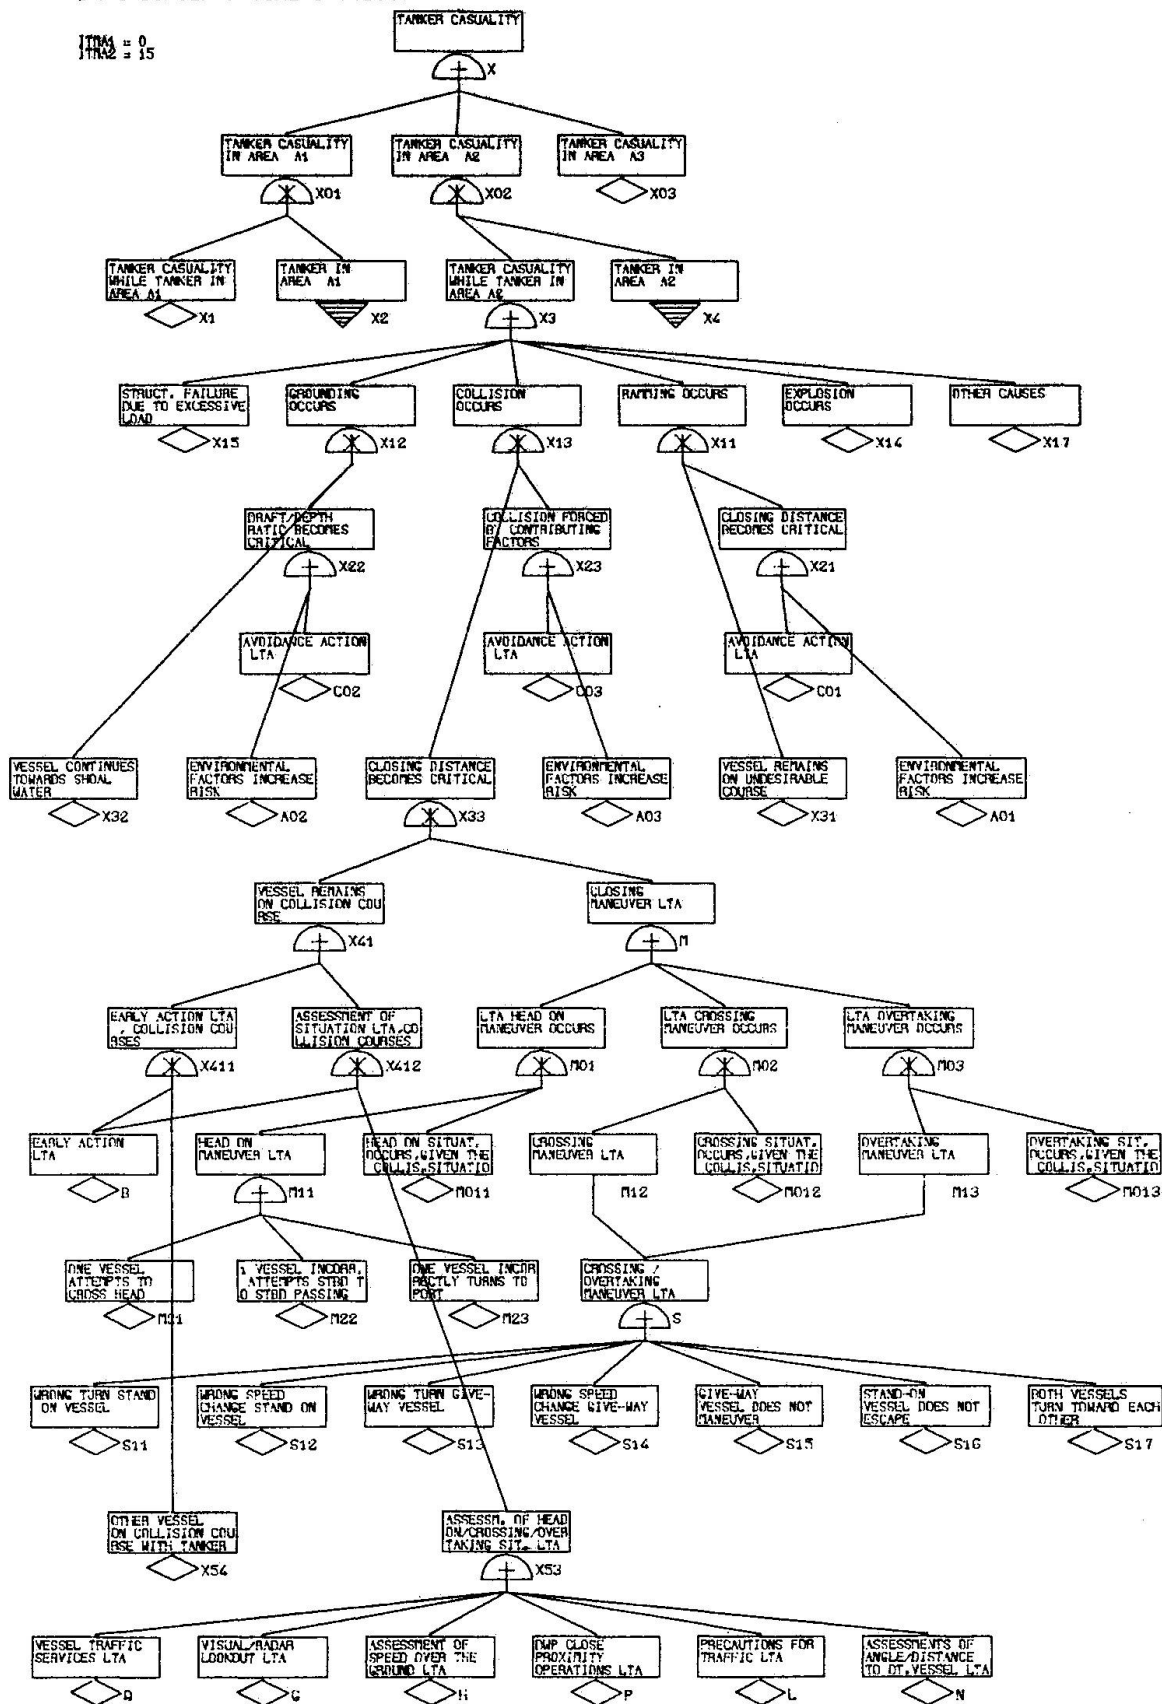 ITMA1 = 0
ITMA2 = 15
TANKER CASUALITY
X
TANKER CASUALITY
IN AREA A1
X01
TANKER CASUALITY
IN AREA A2
X02
TANKER CASUALITY
IN AREA A3
X03
TANKER CASUALITY
WHILE TANKER IN
AREA A1
X1
TANKER IN
AREA A1
X2
TANKER CASUALITY
WHILE TANKER IN
AREA A2
X3
TANKER IN
AREA A2
X4
STRUCT. FAILURE
DUE TO EXCESSIVE
LOAD
X15
GROUNDING
OCCURS
X12
COLLISION
OCCURS
X13
RAMMING OCCURS
X11
EXPLOSION
OCCURS
X14
OTHER CAUSES
X17
DRAFT/DEPTH
RATIO BECOMES
CRITICAL
X22
COLLISION FORCED
BY CONTRIBUTING
FACTORS
X23
CLOSING DISTANCE
BECOMES CRITICAL
X21
AVOIDANCE ACTION
LTA
C02
AVOIDANCE ACTION
LTA
C03
AVOIDANCE ACTION
LTA
C01
VESSEL CONTINUES
TOWARDS SHOAL
WATER
X32
ENVIRONMENTAL
FACTORS INCREASE
RISK
A02
CLOSING DISTANCE
BECOMES CRITICAL
X33
ENVIRONMENTAL
FACTORS INCREASE
RISK
A03
VESSEL REMAINS
ON UNDESIRABLE
COURSE
X31
ENVIRONMENTAL
FACTORS INCREASE
RISK
A01
VESSEL REMAINS
ON COLLISION COU
RSE
X41
CLOSING
MANEUVER LTA
M
EARLY ACTION LTA
, COLLISION COU
RSES
X411
ASSESSMENT OF
SITUATION LTA,CO
LLISION COURSES
X412
LTA HEAD ON
MANEUVER OCCURS
M01
LTA CROSSING
MANEUVER OCCURS
M02
LTA OVERTAKING
MANEUVER OCCURS
M03
EARLY ACTION
LTA
B
HEAD ON
MANEUVER LTA
M11
HEAD ON SITUAT.
OCCURS,GIVEN THE
COLLIS.SITUATIO
M011
CROSSING
MANEUVER LTA
M12
CROSSING SITUAT.
OCCURS,GIVEN THE
COLLIS.SITUATIO
M012
OVERTAKING
MANEUVER LTA
M13
OVERTAKING SIT.
OCCURS,GIVEN THE
COLLIS.SITUATIO
M013
ONE VESSEL
ATTEMPTS TO
CROSS HEAD
M21
1 VESSEL INCORR.
ATTEMPTS STBD T
O STBD PASSING
M22
ONE VESSEL INCOR
RECTLY TURNS TO
PORT
M23
CROSSING /
OVERTAKING
MANEUVER LTA
S
WRONG TURN STAND
ON VESSEL
S11
WRONG SPEED
CHANGE STAND ON
VESSEL
S12
WRONG TURN GIVE-
WAY VESSEL
S13
WRONG SPEED
CHANGE GIVE-WAY
VESSEL
S14
GIVE-WAY
VESSEL DOES NOT
MANEUVER
S15
STAND-ON
VESSEL DOES NOT
ESCAPE
S16
BOTH VESSELS
TURN TOWARD EACH
OTHER
S17
OTHER VESSEL
ON COLLISION COU
RSE WITH TANKER
X54
ASSESSM. OF HEAD
ON/CROSSING/OVER
TAKING SIT. LTA
X53
VESSEL TRAFFIC
SERVICES LTA
Q
VISUAL/RADAR
LOOKOUT LTA
G
ASSESSMENT OF
SPEED OVER THE
GROUND LTA
H
DWP CLOSE
PROXIMITY
OPERATIONS LTA
P
PRECAUTIONS FOR
TRAFFIC LTA
L
ASSESSMENTS OF
ANGLE/DISTANCE
TO OT.VESSEL LTA
N